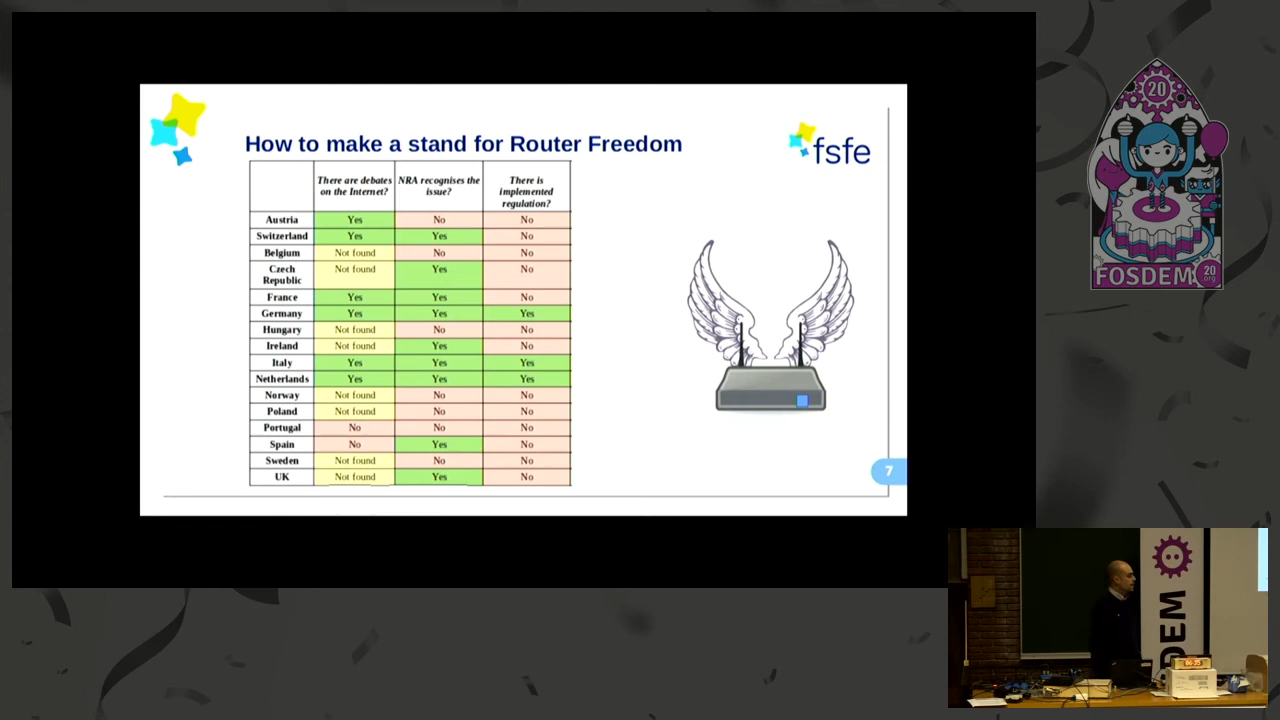 How to make a stand for Router Freedom
fsfe
There are debates on the Internet? NRA recognises the issue? There is implemented regulation?
Austria Yes No No
Switzerland Yes Yes No
Belgium Not found No No
Czech Republic Not found Yes No
France Yes Yes No
Germany Yes Yes Yes
Hungary Not found No No
Ireland Not found Yes No
Italy Yes Yes Yes
Netherlands Yes Yes Yes
Norway Not found No No
Poland Not found No No
Portugal No No No
Spain No Yes No
Sweden Not found No No
UK Not found Yes No
7
20
FOSDEM
20
.org
DEM